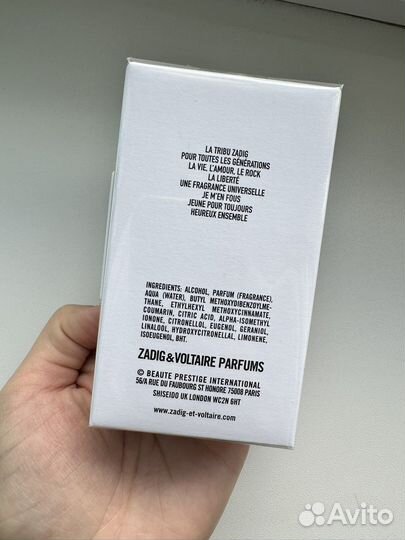 LA TRIBU ZADIG
POUR TOUTES LES GÉNÉRATIONS
LA VIE, L'AMOUR, LE ROCK
LA LIBERTÉ
UNE FRAGRANCE UNIVERSELLE
JE M'EN FOUS
JEUNE POUR TOUJOURS
HEUREUX ENSEMBLE
INGREDIENTS: ALCOHOL, PARFUM (FRAGRANCE),
AQUA (WATER), BUTYL METHOXYDIBENZOYLME-
THANE, ETHYLHEXYL METHOXYCINNAMATE,
COUMARIN, CITRIC ACID, ALPHA-ISOMETHYL
IONONE, CITRONELLOL, EUGENOL, GERANIOL,
LINALOOL, HYDROXYCITRONELLAL, LIMONENE,
ISOEUGENOL, BHT.
ZADIG&VOLTAIRE PARFUMS
© BEAUTE PRESTIGE INTERNATIONAL
56/A RUE DU FAUBOURG ST HONORE 75008 PARIS
SHISEIDO UK LONDON WC2N 6HT
www.zadig-et-voltaire.com
Avito